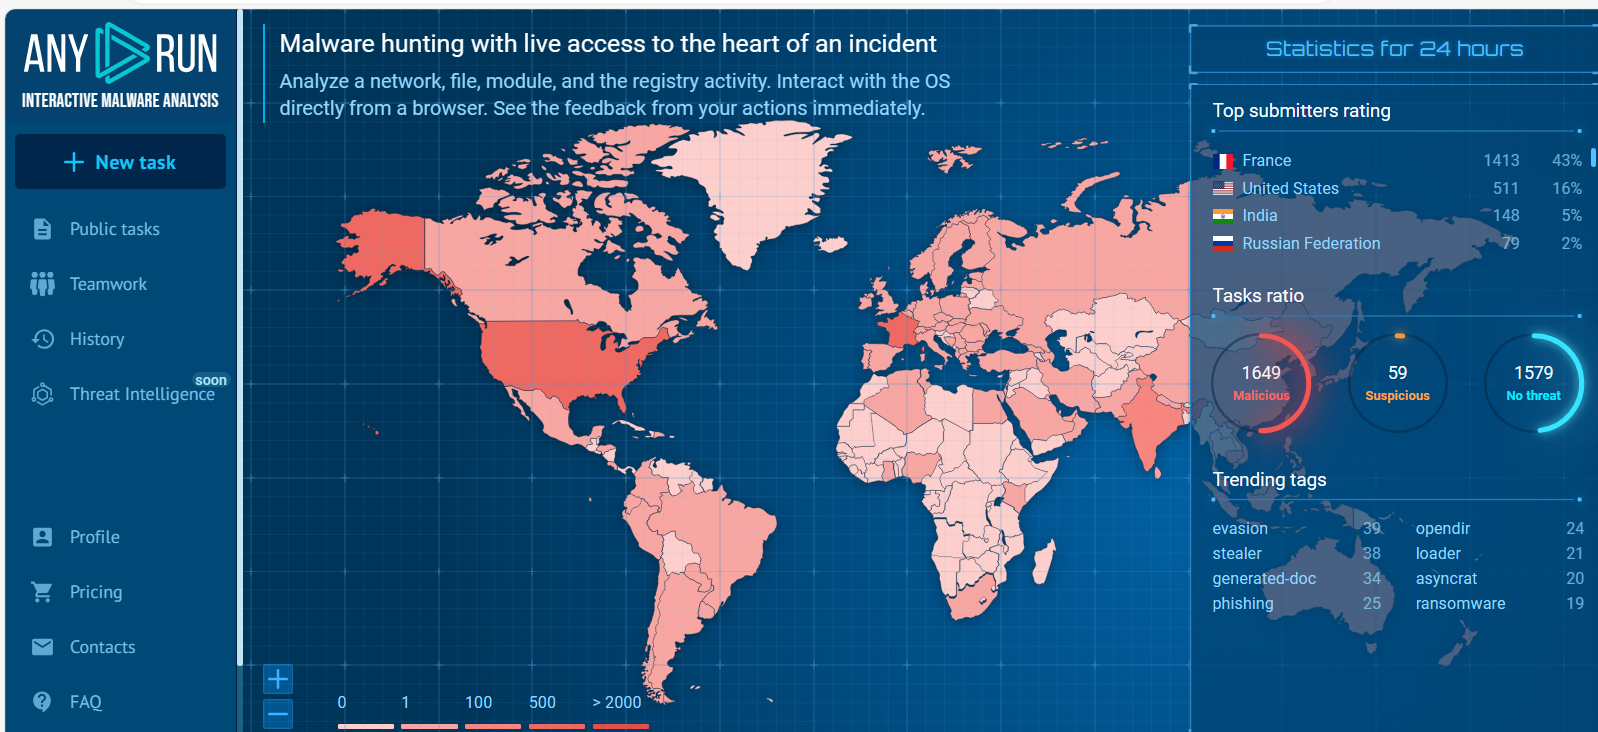 ANY RUN
INTERACTIVE MALWARE ANALYSIS
+ New task
Public tasks
Teamwork
History
soon
Threat Intelligence
Profile
Pricing
Contacts
FAQ
Malware hunting with live access to the heart of an incident
Analyze a network, file, module, and the registry activity. Interact with the OS
directly from a browser. See the feedback from your actions immediately.
0 1 100 500 > 2000
Statistics for 24 hours
Top submitters rating
France 1413 43%
United States 511 16%
India 148 5%
Russian Federation 79 2%
Tasks ratio
1649 59 1579
Malicious Suspicious No threat
Trending tags
evasion 39 opendir 24
stealer 38 loader 21
generated-doc 34 asyncrat 20
phishing 25 ransomware 19